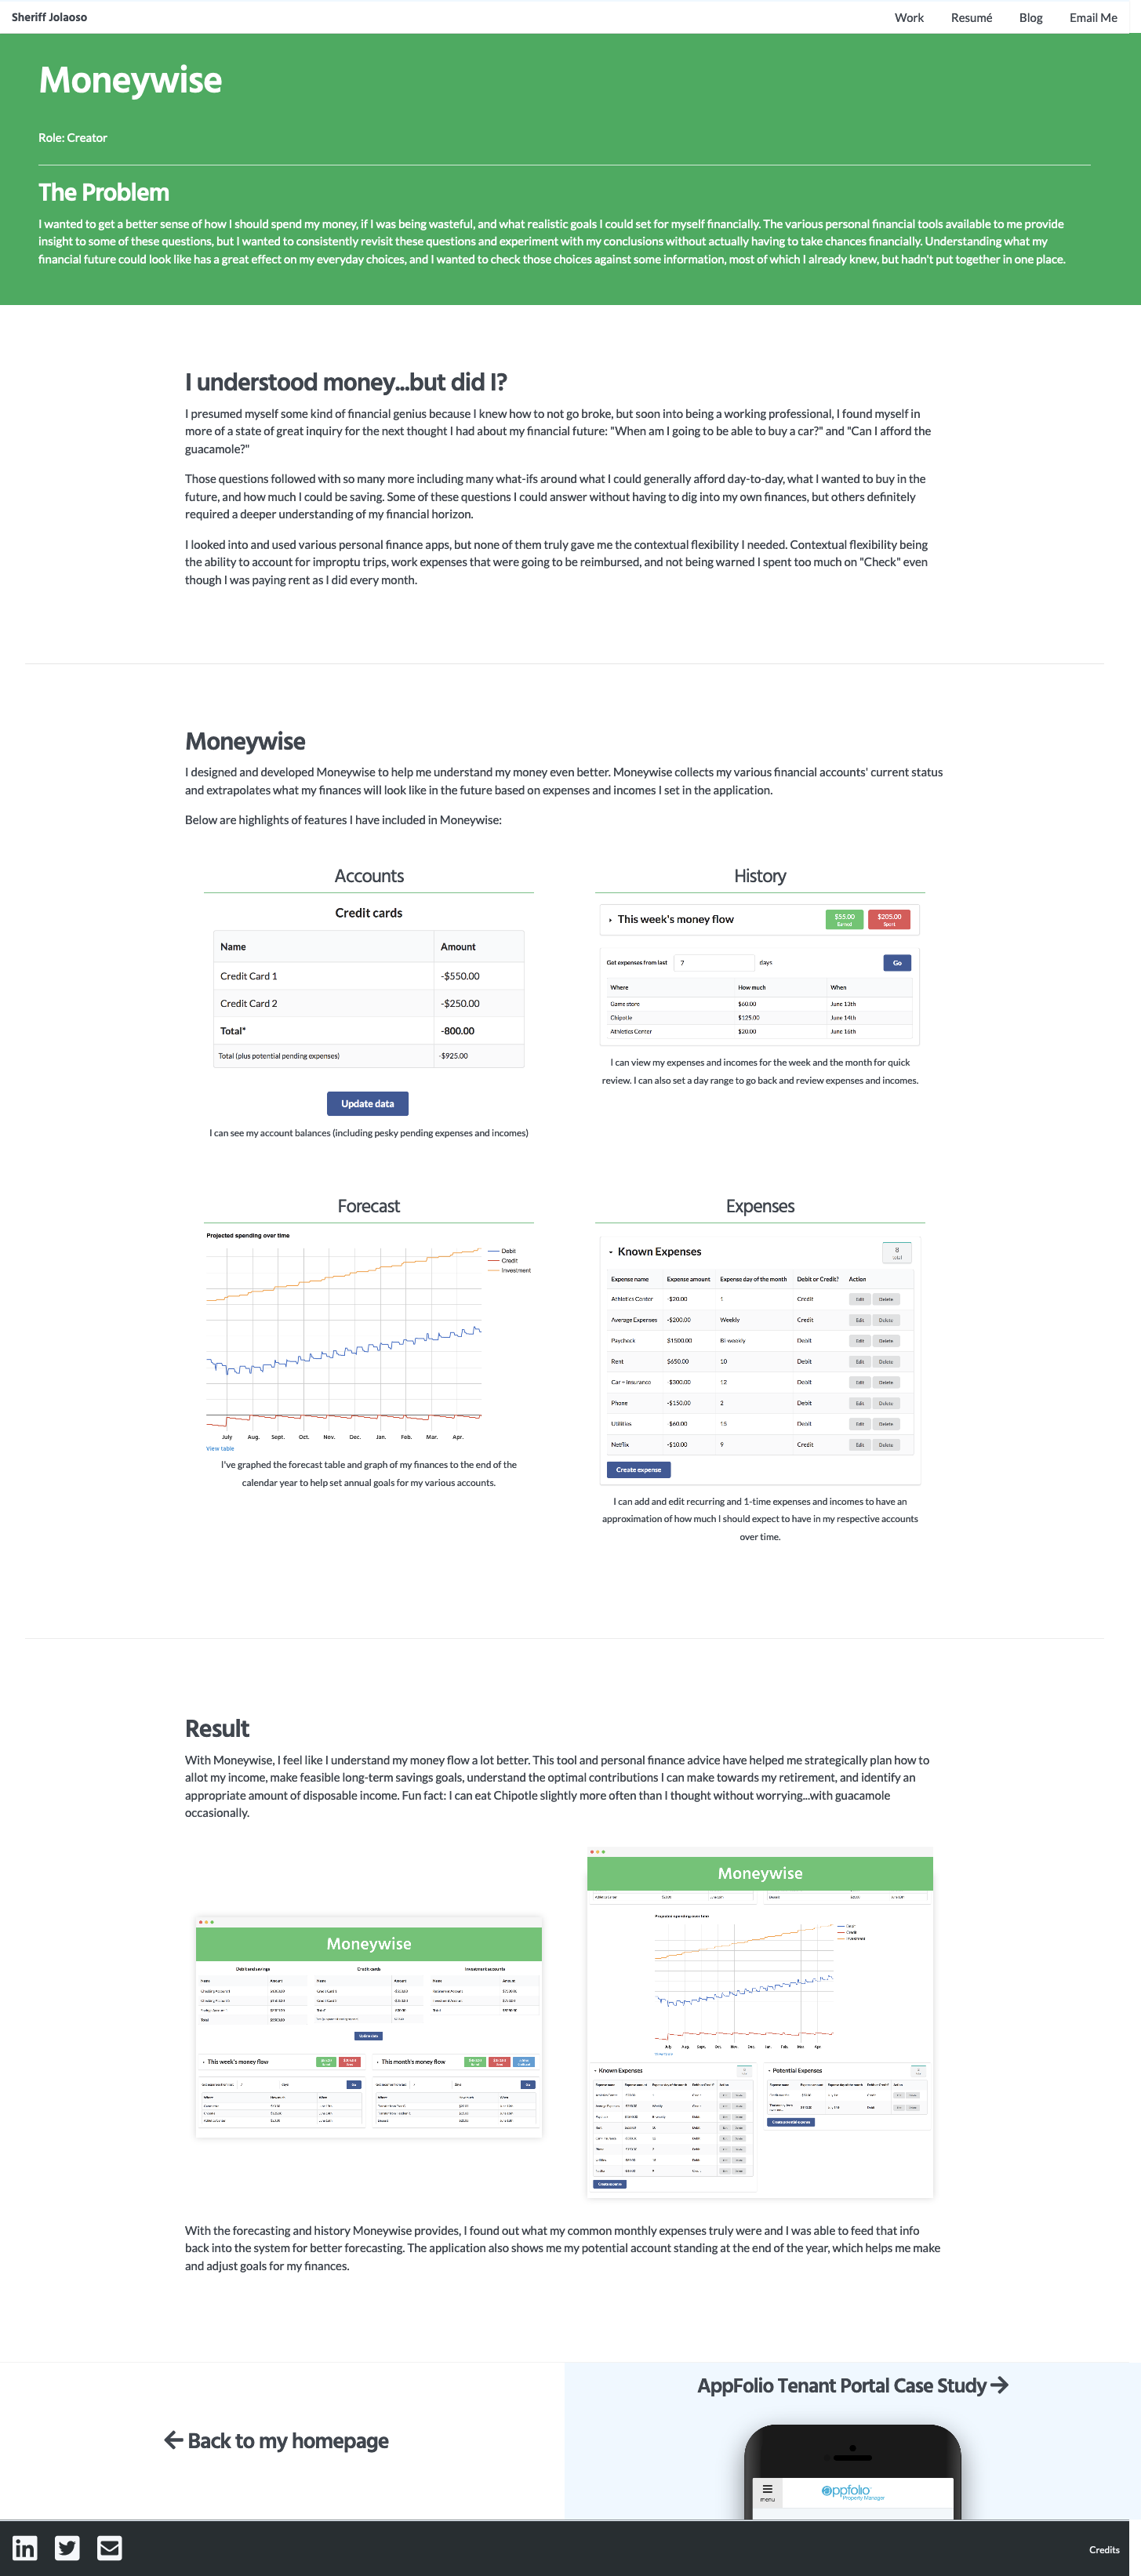 Sheriff Jolaoso
Work Resumé Blog Email Me
Moneywise
Role: Creator
The Problem
I wanted to get a better sense of how I should spend my money, if I was being wasteful, and what realistic goals I could set for myself financially. The various personal financial tools available to me provide
insight to some of these questions, but I wanted to consistently revisit these questions and experiment with my conclusions without actually having to take chances financially. Understanding what my
financial future could look like has a great effect on my everyday choices, and I wanted to check those choices against some information, most of which I already knew, but hadn't put together in one place.
I understood money...but did I?
I presumed myself some kind of financial genius because I knew how to not go broke, but soon into being a working professional, I found myself in
more of a state of great inquiry for the next thought I had about my financial future: "When am I going to be able to buy a car?" and "Can I afford the
guacamole?"
Those questions followed with so many more including many what-ifs around what I could generally afford day-to-day, what I wanted to buy in the
future, and how much I could be saving. Some of these questions I could answer without having to dig into my own finances, but others definitely
required a deeper understanding of my financial horizon.
I looked into and used various personal finance apps, but none of them truly gave me the contextual flexibility I needed. Contextual flexibility being
the ability to account for improptu trips, work expenses that were going to be reimbursed, and not being warned I spent too much on "Check" even
though I was paying rent as I did every month.
Moneywise
I designed and developed Moneywise to help me understand my money even better. Moneywise collects my various financial accounts' current status
and extrapolates what my finances will look like in the future based on expenses and incomes I set in the application.
Below are highlights of features I have included in Moneywise:
Accounts
Credit cards
Name Amount
Credit Card 1 -$550.00
Credit Card 2 -$250.00
Total* -800.00
Total (plus potential pending expenses) -$925.00
Update data
I can see my account balances (including pesky pending expenses and incomes)
History
This week's money flow $55.00 Earned $205.00 Spent
Get expenses from last 7 days Go
Where How much When
Game store $60.00 June 13th
Chipotle $125.00 June 14th
Athletics Center $20.00 June 16th
I can view my expenses and incomes for the week and the month for quick
review. I can also set a day range to go back and review expenses and incomes.
Forecast
Projected spending over time
Debit
Credit
Investment
July Aug. Sept. Oct. Nov. Dec. Jan. Feb. Mar. Apr.
View table
I've graphed the forecast table and graph of my finances to the end of the
calendar year to help set annual goals for my various accounts.
Expenses
Known Expenses 8 total
Expense name Expense amount Expense day of the month Debit or Credit? Action
Athletics Center -$20.00 1 Credit Edit Delete
Average Expenses -$200.00 Weekly Credit Edit Delete
Paycheck $1500.00 Bi-weekly Debit Edit Delete
Rent $650.00 10 Debit Edit Delete
Car + Insurance -$300.00 12 Debit Edit Delete
Phone -$150.00 2 Debit Edit Delete
Utilities -$60.00 15 Debit Edit Delete
Netflix -$10.00 9 Credit Edit Delete
Create expense
I can add and edit recurring and 1-time expenses and incomes to have an
approximation of how much I should expect to have in my respective accounts
over time.
Result
With Moneywise, I feel like I understand my money flow a lot better. This tool and personal finance advice have helped me strategically plan how to
allot my income, make feasible long-term savings goals, understand the optimal contributions I can make towards my retirement, and identify an
appropriate amount of disposable income. Fun fact: I can eat Chipotle slightly more often than I thought without worrying...with guacamole
occasionally.
Moneywise
Debit and savings Credit cards Investment accounts
Name Amount Name Amount Name Amount
Total
Update data
This week's money flow This month's money flow
Go Go
Moneywise
Projected spending over time
Debit
Credit
Investment
July Aug. Sept. Oct. Nov. Dec. Jan. Feb. Mar. Apr.
Known Expenses Potential Expenses
Create expense
With the forecasting and history Moneywise provides, I found out what my common monthly expenses truly were and I was able to feed that info
back into the system for better forecasting. The application also shows me my potential account standing at the end of the year, which helps me make
and adjust goals for my finances.
Back to my homepage
AppFolio Tenant Portal Case Study
menu
appfolio
Property Manager
Credits